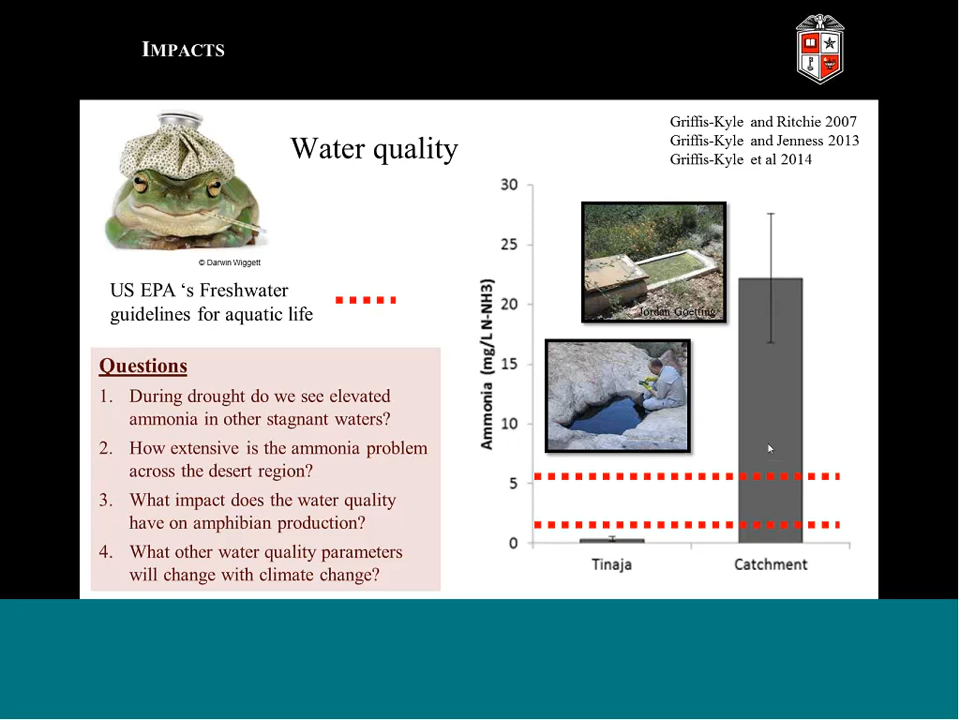 IMPACTS
Water quality
Griffis-Kyle and Ritchie 2007
Griffis-Kyle and Jenness 2013
Griffis-Kyle et al 2014
© Darwin Wiggett
US EPA ‘s Freshwater
guidelines for aquatic life
Questions
1. During drought do we see elevated
ammonia in other stagnant waters?
2. How extensive is the ammonia problem
across the desert region?
3. What impact does the water quality
have on amphibian production?
4. What other water quality parameters
will change with climate change?
Ammonia (mg/L N-NH3)
30
25
20
15
10
5
0
Jordan Goetting
Tinaja
Catchment